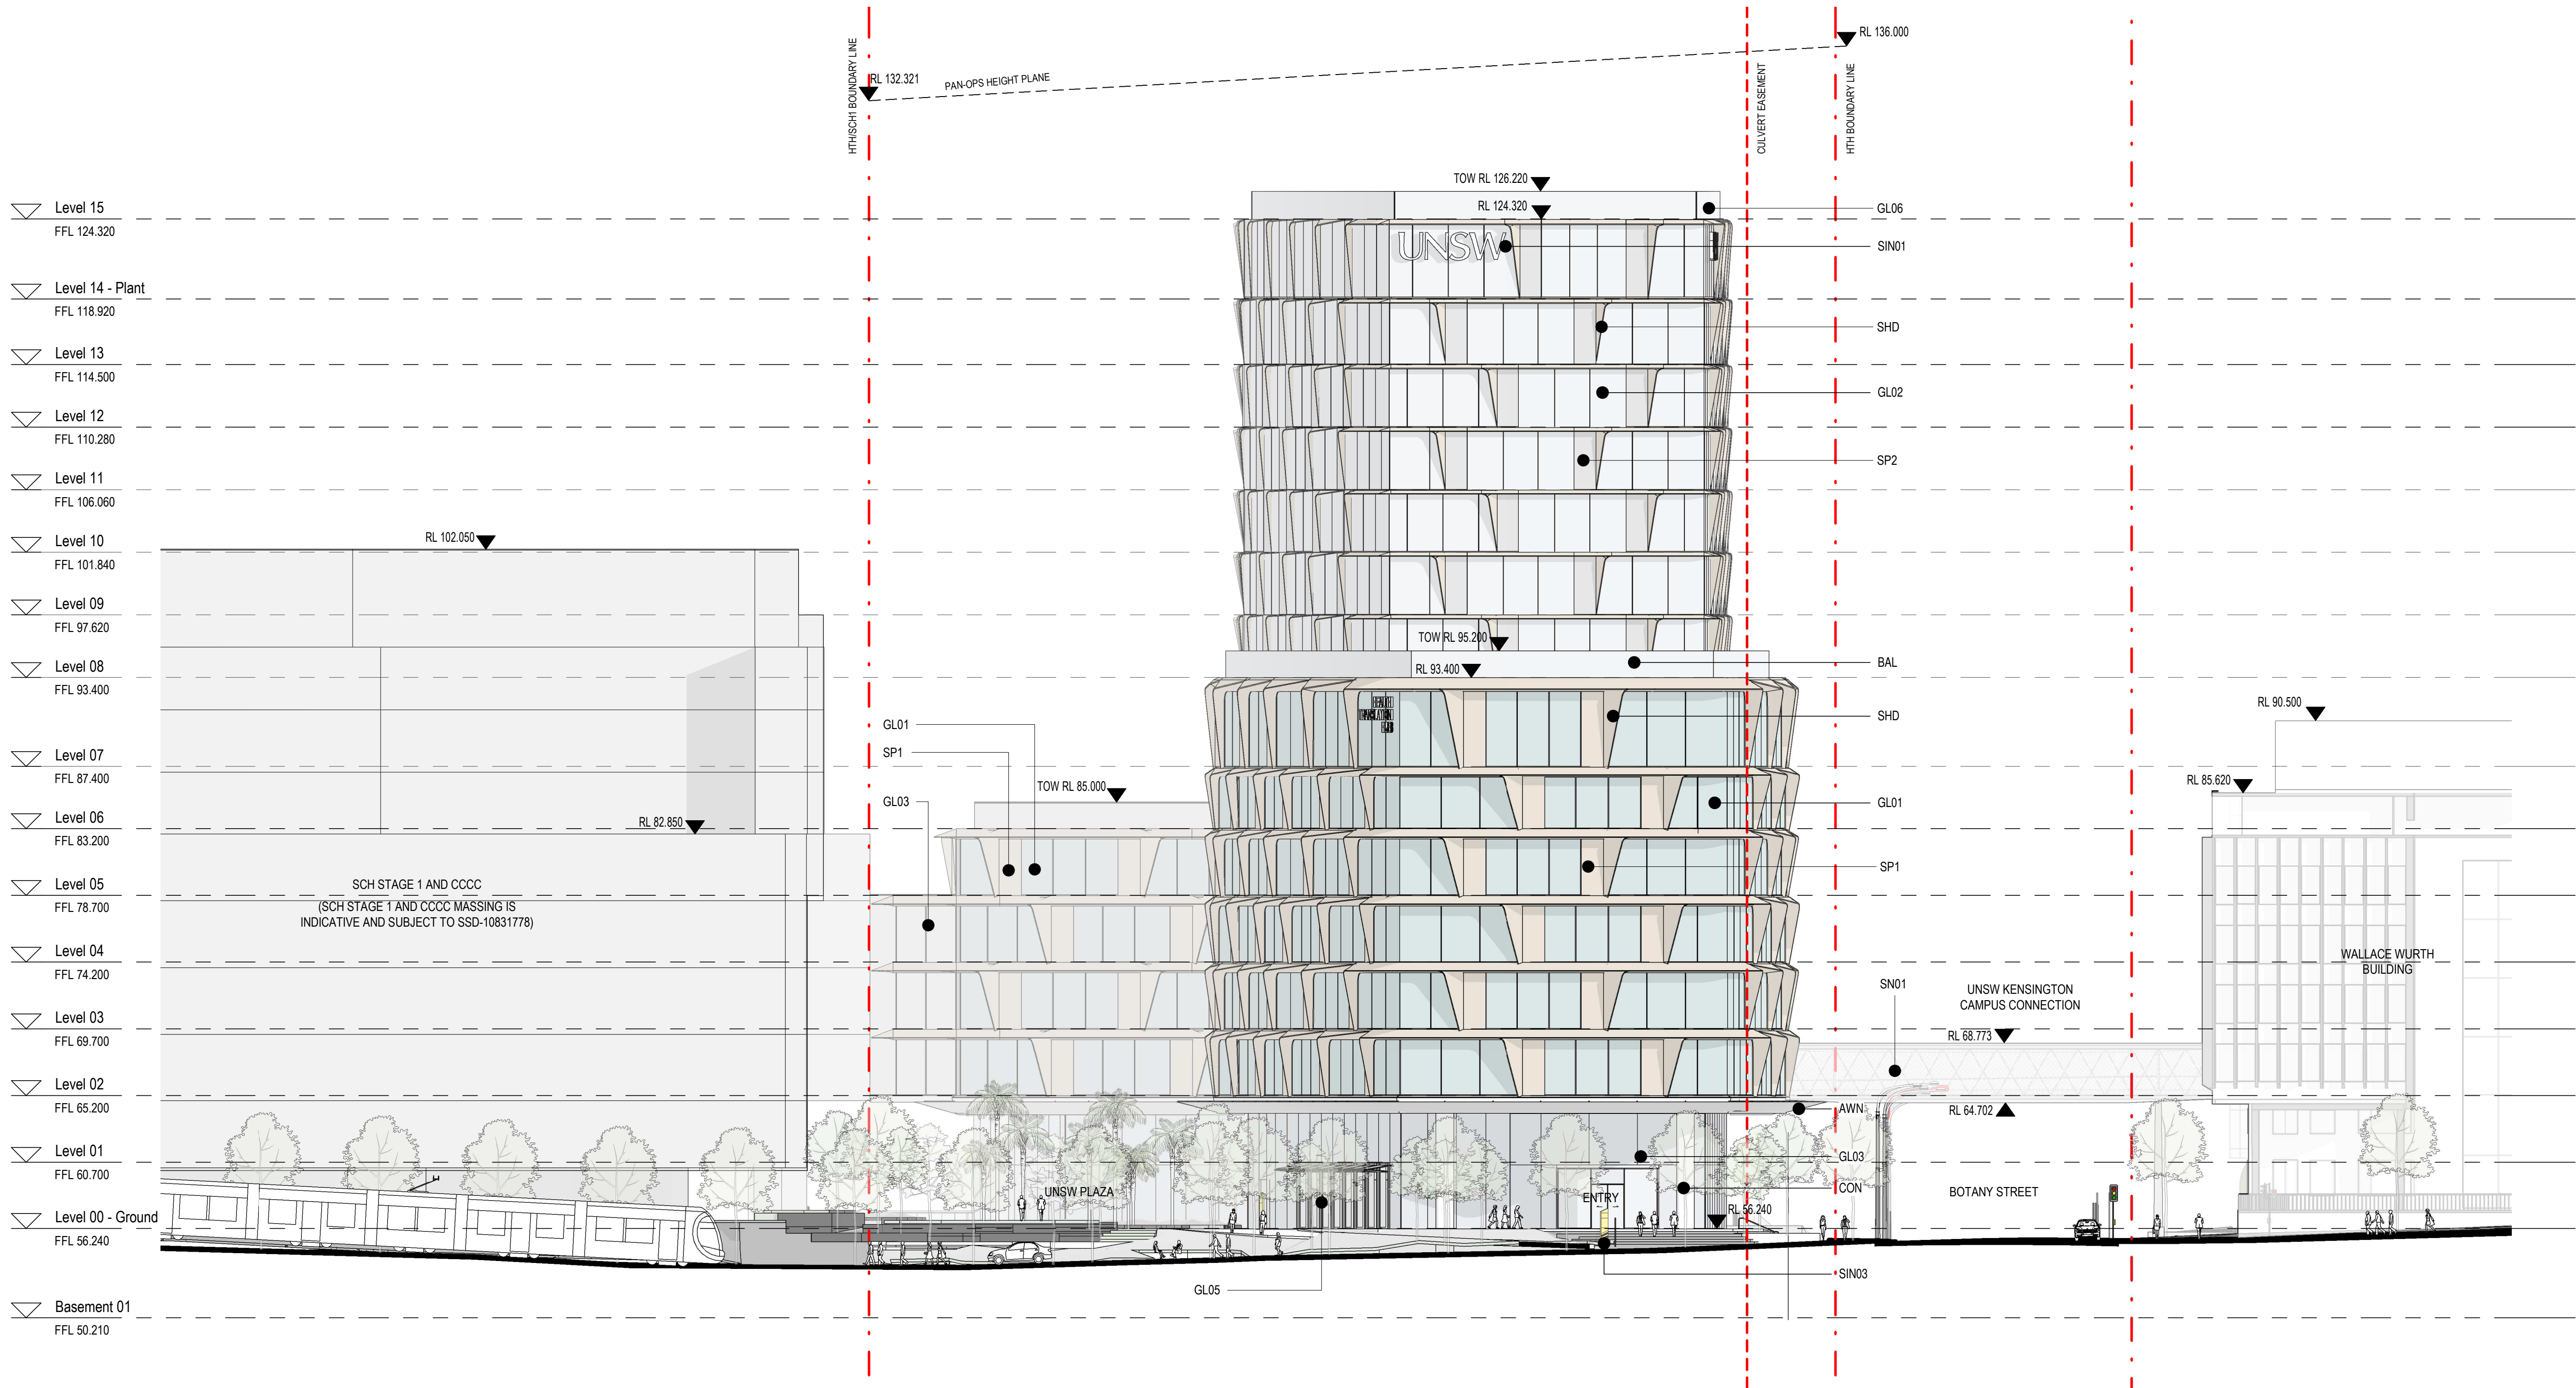 RL 136.000
RL 132.321
PAN-OPS HEIGHT PLANE
HTH/SCH1 BOUNDARY LINE
CULVERT EASEMENT
HTH BOUNDARY LINE
TOW RL 126.220
Level 15
FFL 124.320
RL 124.320
GL06
UNSW
SIN01
Level 14 - Plant
FFL 118.920
SHD
Level 13
FFL 114.500
GL02
Level 12
FFL 110.280
SP2
Level 11
FFL 106.060
Level 10
FFL 101.840
RL 102.050
Level 09
FFL 97.620
TOW RL 95.200
Level 08
FFL 93.400
RL 93.400
BAL
RL 90.500
SHD
GL01
SP1
Level 07
FFL 87.400
RL 85.620
TOW RL 85.000
GL03
GL01
Level 06
FFL 83.200
RL 82.850
SP1
Level 05
FFL 78.700
SCH STAGE 1 AND CCCC
(SCH STAGE 1 AND CCCC MASSING IS
INDICATIVE AND SUBJECT TO SSD-10831778)
Level 04
FFL 74.200
WALLACE WURTH
BUILDING
SN01
UNSW KENSINGTON
CAMPUS CONNECTION
Level 03
FFL 69.700
RL 68.773
Level 02
FFL 65.200
RL 64.702
AWN
Level 01
FFL 60.700
GL03
UNSW PLAZA
ENTRY
CON
BOTANY STREET
RL 56.240
Level 00 - Ground
FFL 56.240
SIN03
GL05
Basement 01
FFL 50.210